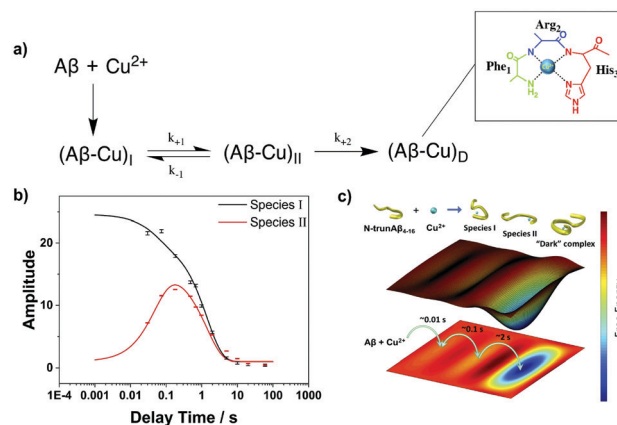 a)
Aβ + Cu²⁺
(Aβ-Cu)I
k+1
k-1
(Aβ-Cu)II
k+2
(Aβ-Cu)D
Arg₂
Phe₁
His₃
O
O
O
N
N
N
NH₂
N
H
b)
Species I
Species II
Amplitude
20
10
0
1E-4 0.001 0.01 0.1 1 10 100 1000
Delay Time / s
c)
N-trunAβ₄₋₁₆
+
Cu²⁺
Species I
Species II
"Dark" complex
~0.01 s
~0.1 s
~2 s
Aβ + Cu²⁺
Free Energy